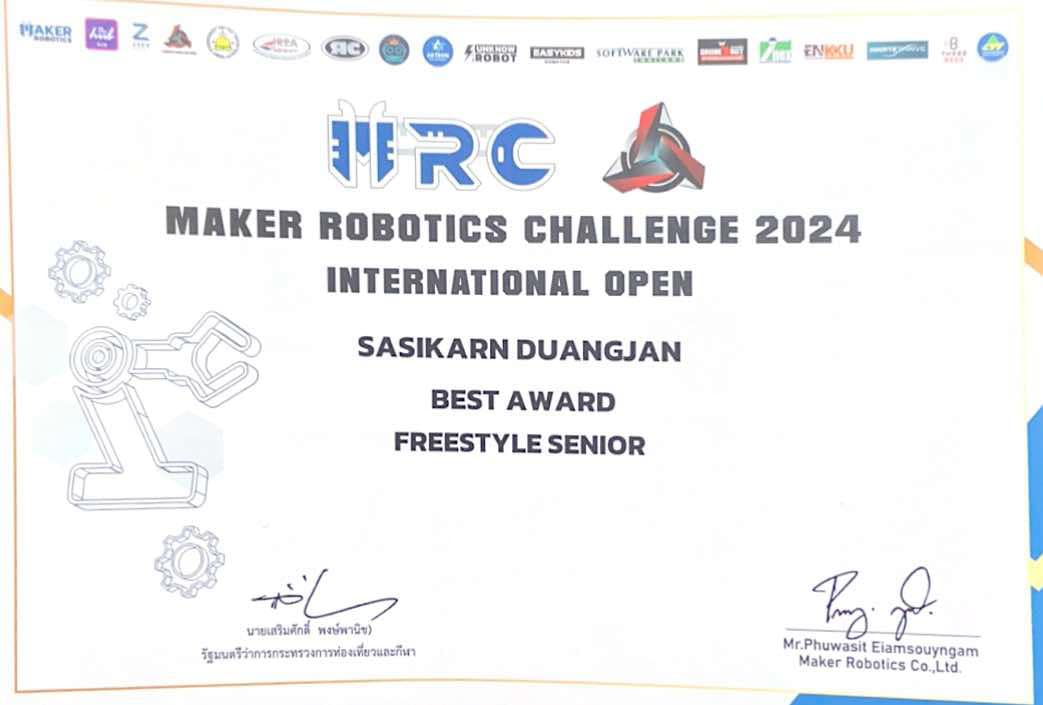 MAKER
ROBOTICS
hub
RC
UNKNOW
ROBOT
EASYKIDS
SOFTWARE PARK
THAILAND
ENKKU
MRC
MAKER ROBOTICS CHALLENGE 2024
INTERNATIONAL OPEN
SASIKARN DUANGJAN
BEST AWARD
FREESTYLE SENIOR
นายเสริมศักดิ์ พงษ์พานิช)
รัฐมนตรีว่าการกระทรวงการท่องเที่ยวและกีฬา
Mr.Phuwasit Eiamsouyngam
Maker Robotics Co.,Ltd.